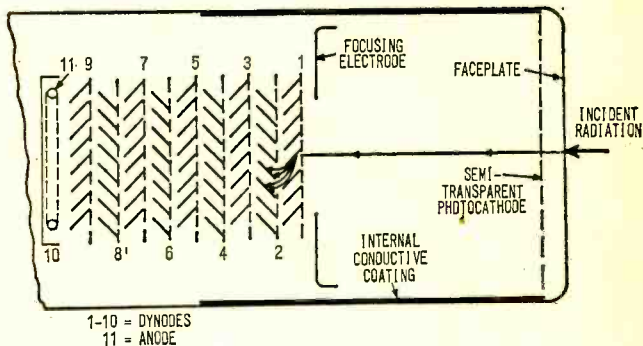 11 9 7 5 3 1
FOCUSING
ELECTRODE
FACEPLATE
INCIDENT
RADIATION
SEMI-
TRANSPARENT
PHOTOCATHODE
10 8' 6 4 2
INTERNAL
CONDUCTIVE
COATING
1-10 = DYNODES
11 = ANODE